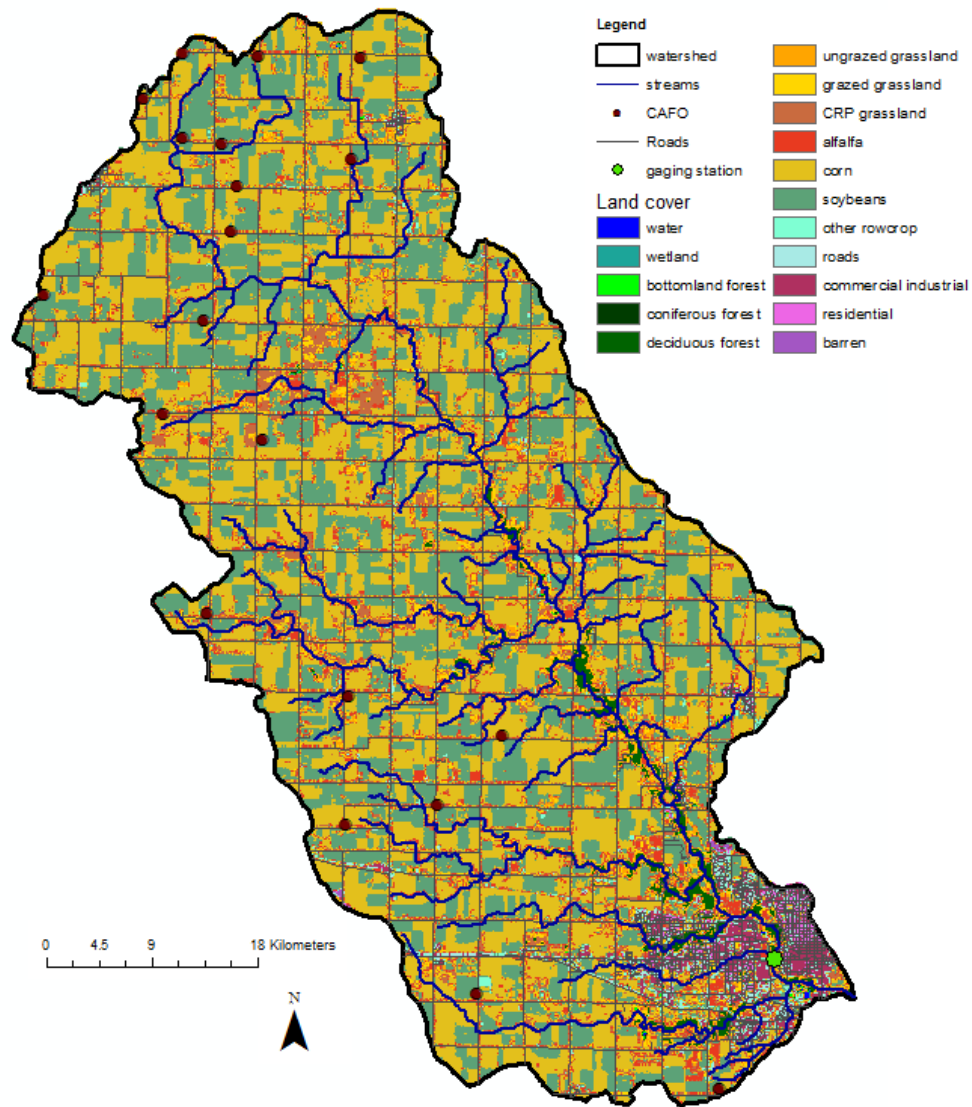 Legend
watershed
streams
CAFO
Roads
gaging station
Land cover
water
wetland
bottomland forest
coniferous forest
deciduous forest
ungrazed grassland
grazed grassland
CRP grassland
alfalfa
corn
soybeans
other rowcrop
roads
commercial industrial
residential
barren
0 4.5 9 18 Kilometers
N